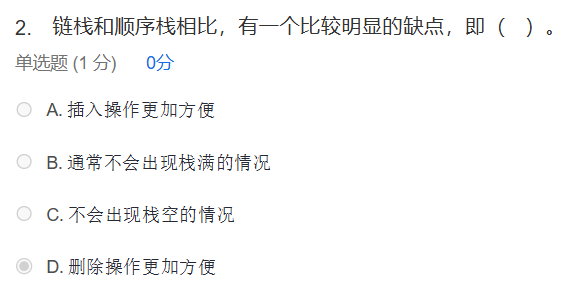 2. 链栈和顺序栈相比，有一个比较明显的缺点，即（ ）。
单选题 (1 分) 0分
A. 插入操作更加方便
B. 通常不会出现栈满的情况
C. 不会出现栈空的情况
D. 删除操作更加方便